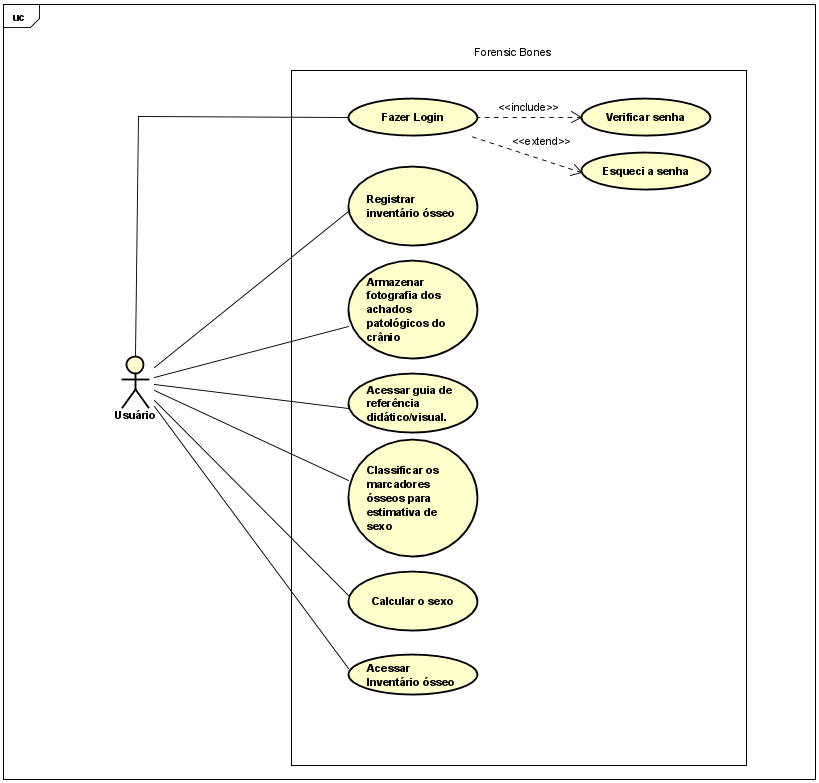 uc
Forensic Bones
Fazer Login
<<include>>
Verificar senha
<<extend>>
Esqueci a senha
Registrar
inventário ósseo
Armazenar
fotografia dos
achados
patológicos do
crânio
Usuário
Acessar guia de
referência
didático/visual.
Classificar os
marcadores
ósseos para
estimativa de
sexo
Calcular o sexo
Acessar
Inventário ósseo